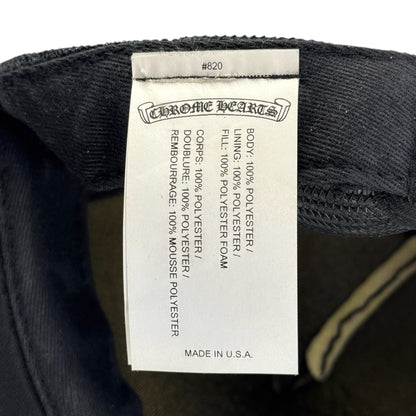 #820
CHROME HEARTS
BODY: 100% POLYESTER /
LINING: 100% POLYESTER /
FILL: 100% POLYESTER FOAM
CORPS: 100% POLYESTER /
DOUBLURE: 100% POLYESTER /
REMBOURRAGE: 100% MOUSSE POLYESTER
MADE IN U.S.A.